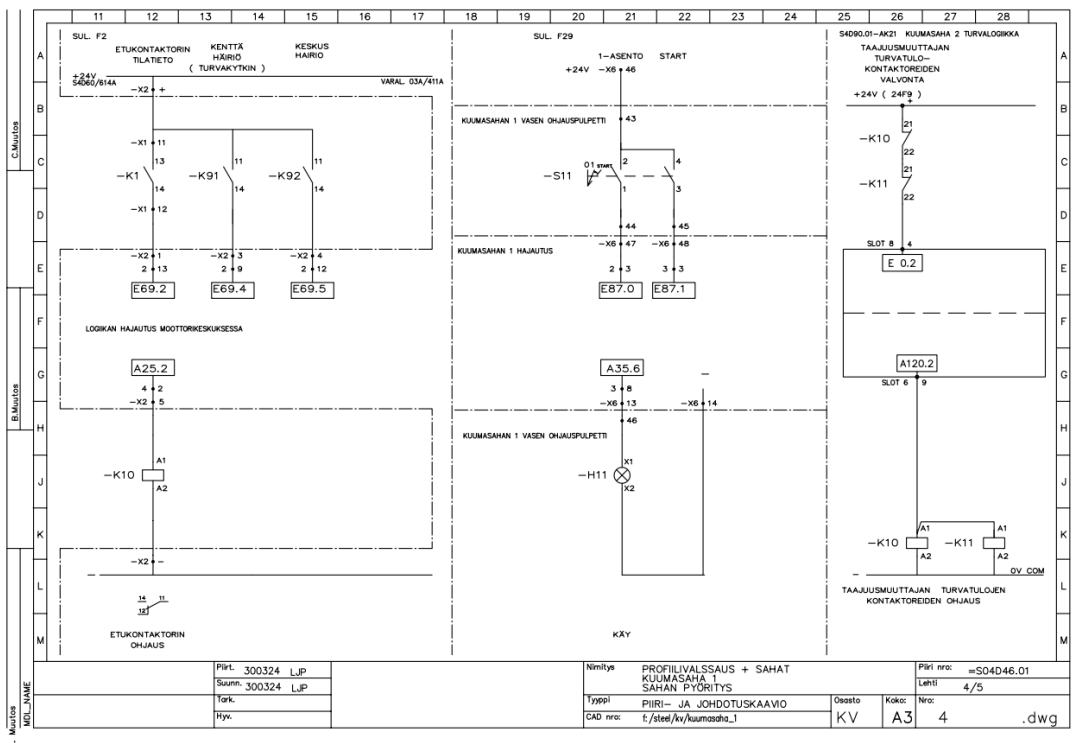 11 12 13 14 15 16 17 18 19 20 21 22 23 24 25 26 27 28
SUL. F2
ETUKONTAKTORIN
TILATIETO
KENTTÄ
HÄIRIÖ
( TURVAKYTKIN )
KESKUS
HAIRIO
+24V
S4D60/614A
VARAL. 03A/411A
-X2 +
-X1 11
13 11 11
-K1 -K91 -K92
14 14 14
-X1 12
-X2 1 -X2 3 -X2 4
2 13 2 9 2 12
E69.2 E69.4 E69.5
LOGIIKAN HAJAUTUS MOOTTORIKESKUKSESSA
A25.2
4 2
-X2 5
A1
-K10
A2
-X2 -
-
14 11
12
ETUKONTAKTORIN
OHJAUS
SUL. F29
1-ASENTO START
+24V -X6 46
KUUMASAHAN 1 VASEN OHJAUSPULPETTI
43
01 START 2 4
-S11
1 3
44 45
-X6 47 -X6 48
KUUMASAHAN 1 HAJAUTUS
2 3 3 3
E87.0 E87.1
A35.6
-
3 8
-X6 13 -X6 14
46
KUUMASAHAN 1 VASEN OHJAUSPULPETTI
X1
-H11
X2
KÄY
S4D90.01-AK21 KUUMASAHA 2 TURVALOGIIKKA
TAAJUUSMUUTTAJAN
TURVATULO-
KONTAKTOREIDEN
VALVONTA
+24V ( 24F9 )
+
21
-K10
22
21
-K11
22
SLOT 8 4
E 0.2
A120.2
SLOT 6 9
A1 A1
-K10 -K11
A2 A2
0V COM
-
TAAJUUSMUUTTAJAN TURVATULOJEN
KONTAKTOREIDEN OHJAUS
A
B
C
D
E
F
G
H
J
K
L
M
A
B
C
D
E
F
G
H
J
K
L
M
C.Muutos
B.Muutos
- Muutos
MDL_NAME
Piirt. 300324 LJP
Suunn. 300324 LJP
Tark.
Hyv.
Nimitys PROFIILIVALSSAUS + SAHAT
KUUMASAHA 1
SAHAN PYÖRITYS
Tyyppi PIIRI- JA JOHDOTUSKAAVIO
CAD nro: f:/steel/kv/kuumasaha_1
Piiri nro: =S04D46.01
Lehti 4/5
Osasto KV
Koko: A3
Nro: 4 .dwg